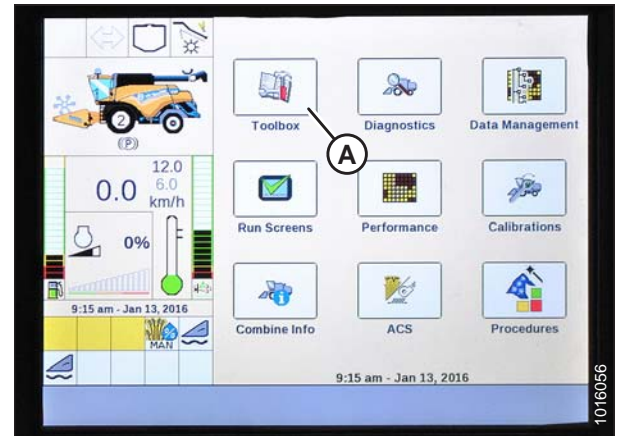 Toolbox
Diagnostics
Data Management
A
2
(P)
12.0
0.0
6.0
km/h
Run Screens
Performance
Calibrations
0%
9:15 am - Jan 13, 2016
MAN
Combine Info
ACS
Procedures
9:15 am - Jan 13, 2016
1016056